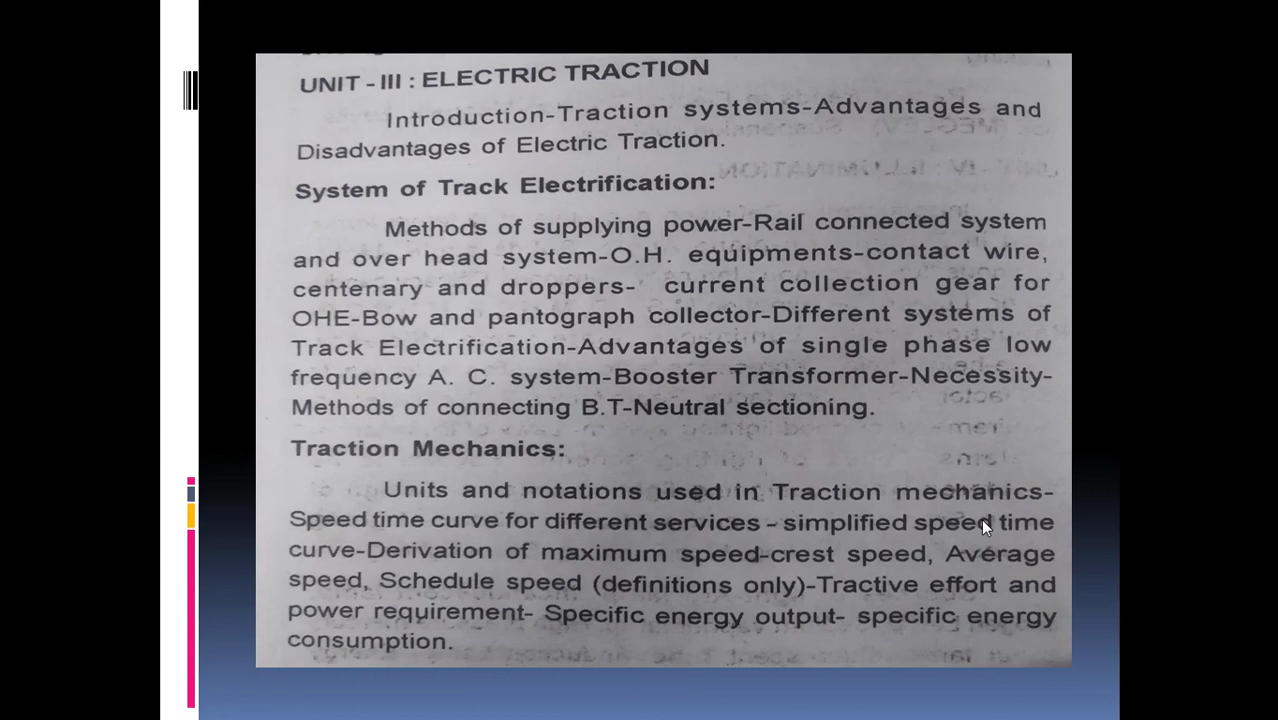 UNIT - III : ELECTRIC TRACTION
Introduction-Traction systems-Advantages and
Disadvantages of Electric Traction.
System of Track Electrification:
Methods of supplying power-Rail connected system
and over head system-O.H. equipments-contact wire,
centenary and droppers- current collection gear for
OHE-Bow and pantograph collector-Different systems of
Track Electrification-Advantages of single phase low
frequency A. C. system-Booster Transformer-Necessity-
Methods of connecting B.T-Neutral sectioning.
Traction Mechanics:
Units and notations used in Traction mechanics-
Speed time curve for different services - simplified speed time
curve-Derivation of maximum speed-crest speed, Average
speed, Schedule speed (definitions only)-Tractive effort and
power requirement- Specific energy output- specific energy
consumption.